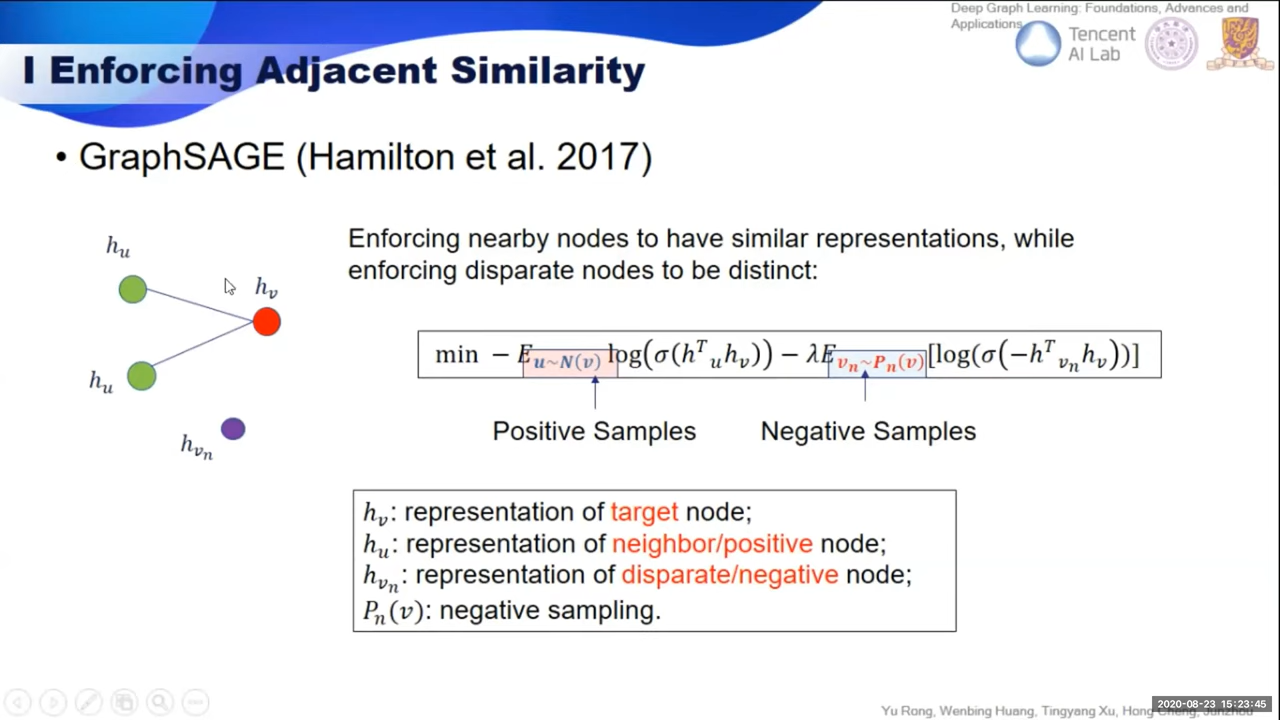 Deep Graph Learning: Foundations, Advances and
Applications
Tencent
AI Lab
I Enforcing Adjacent Similarity
• GraphSAGE (Hamilton et al. 2017)
h_u
h_v
h_u
h_{v_n}
Enforcing nearby nodes to have similar representations, while
enforcing disparate nodes to be distinct:
min − E_{u~N(v)} log(σ(h^T_u h_v)) − λE_{v_n~P_n(v)}[log(σ(−h^T_{v_n} h_v))]
Positive Samples
Negative Samples
h_v: representation of target node;
h_u: representation of neighbor/positive node;
h_{v_n}: representation of disparate/negative node;
P_n(v): negative sampling.
2020-08-23 15:23:45
Yu Rong, Wenbing Huang, Tingyang Xu, Hong